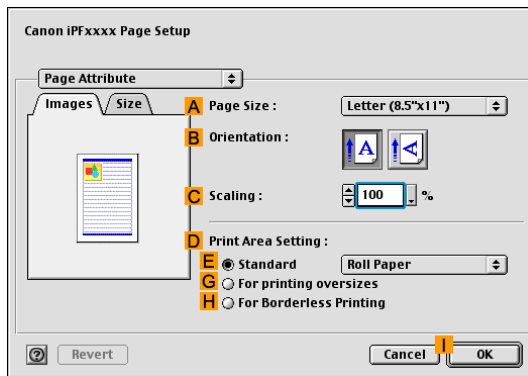 Canon iPFxxxx Page Setup
Page Attribute
Images Size
A Page Size : Letter (8.5"x11")
B Orientation : A A
C Scaling : 100 %
D Print Area Setting :
E Standard Roll Paper
G For printing oversizes
H For Borderless Printing
? Revert Cancel I OK